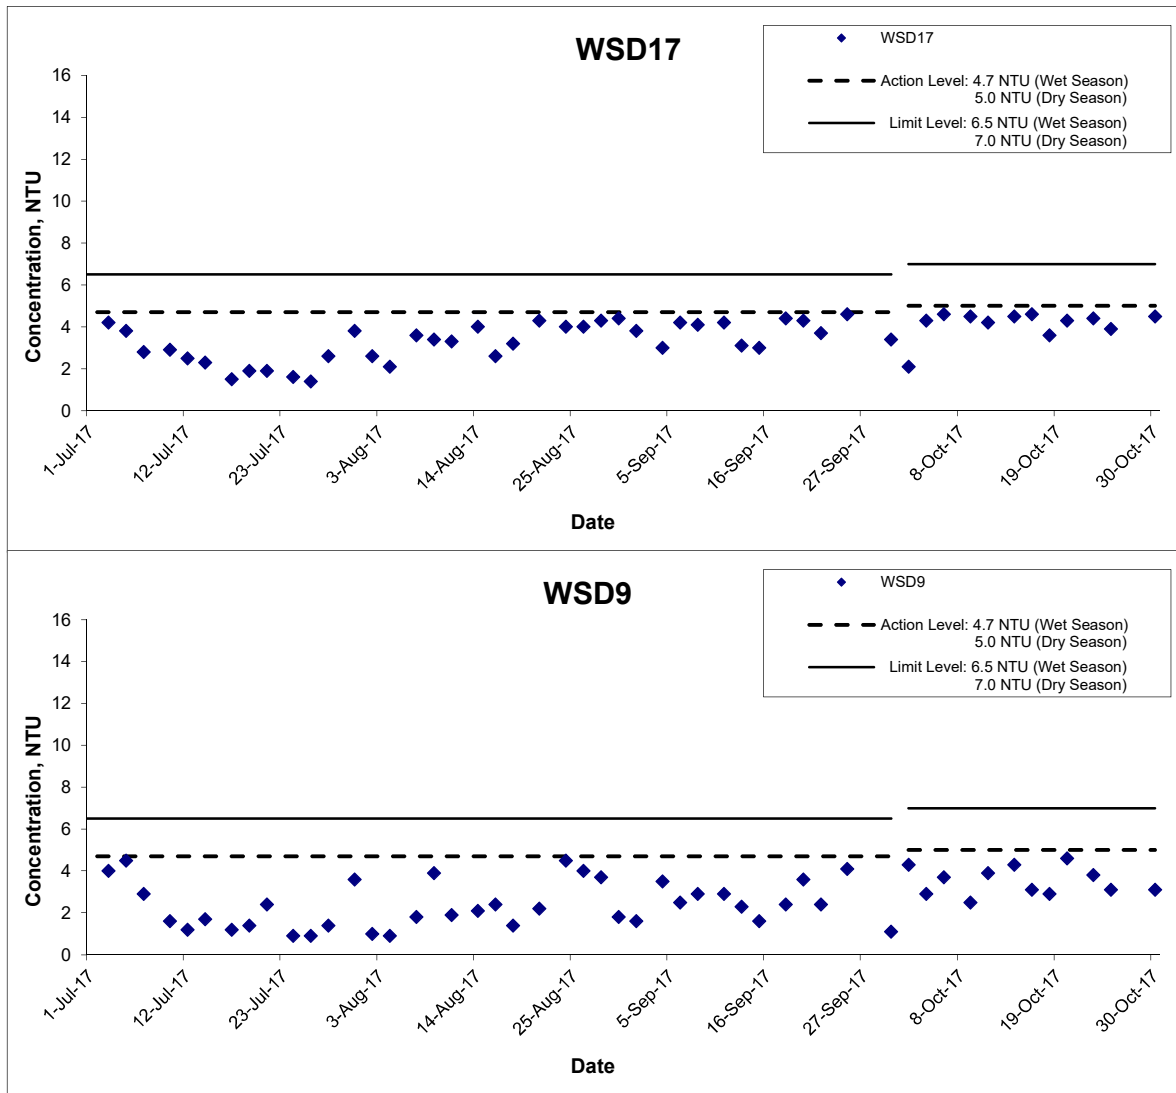 WSD17
WSD17
Action Level: 4.7 NTU (Wet Season)
5.0 NTU (Dry Season)
Limit Level: 6.5 NTU (Wet Season)
7.0 NTU (Dry Season)
Concentration, NTU
16
14
12
10
8
6
4
2
0
1-Jul-17
12-Jul-17
23-Jul-17
3-Aug-17
14-Aug-17
25-Aug-17
5-Sep-17
16-Sep-17
27-Sep-17
8-Oct-17
19-Oct-17
30-Oct-17
Date
WSD9
WSD9
Action Level: 4.7 NTU (Wet Season)
5.0 NTU (Dry Season)
Limit Level: 6.5 NTU (Wet Season)
7.0 NTU (Dry Season)
Concentration, NTU
16
14
12
10
8
6
4
2
0
1-Jul-17
12-Jul-17
23-Jul-17
3-Aug-17
14-Aug-17
25-Aug-17
5-Sep-17
16-Sep-17
27-Sep-17
8-Oct-17
19-Oct-17
30-Oct-17
Date